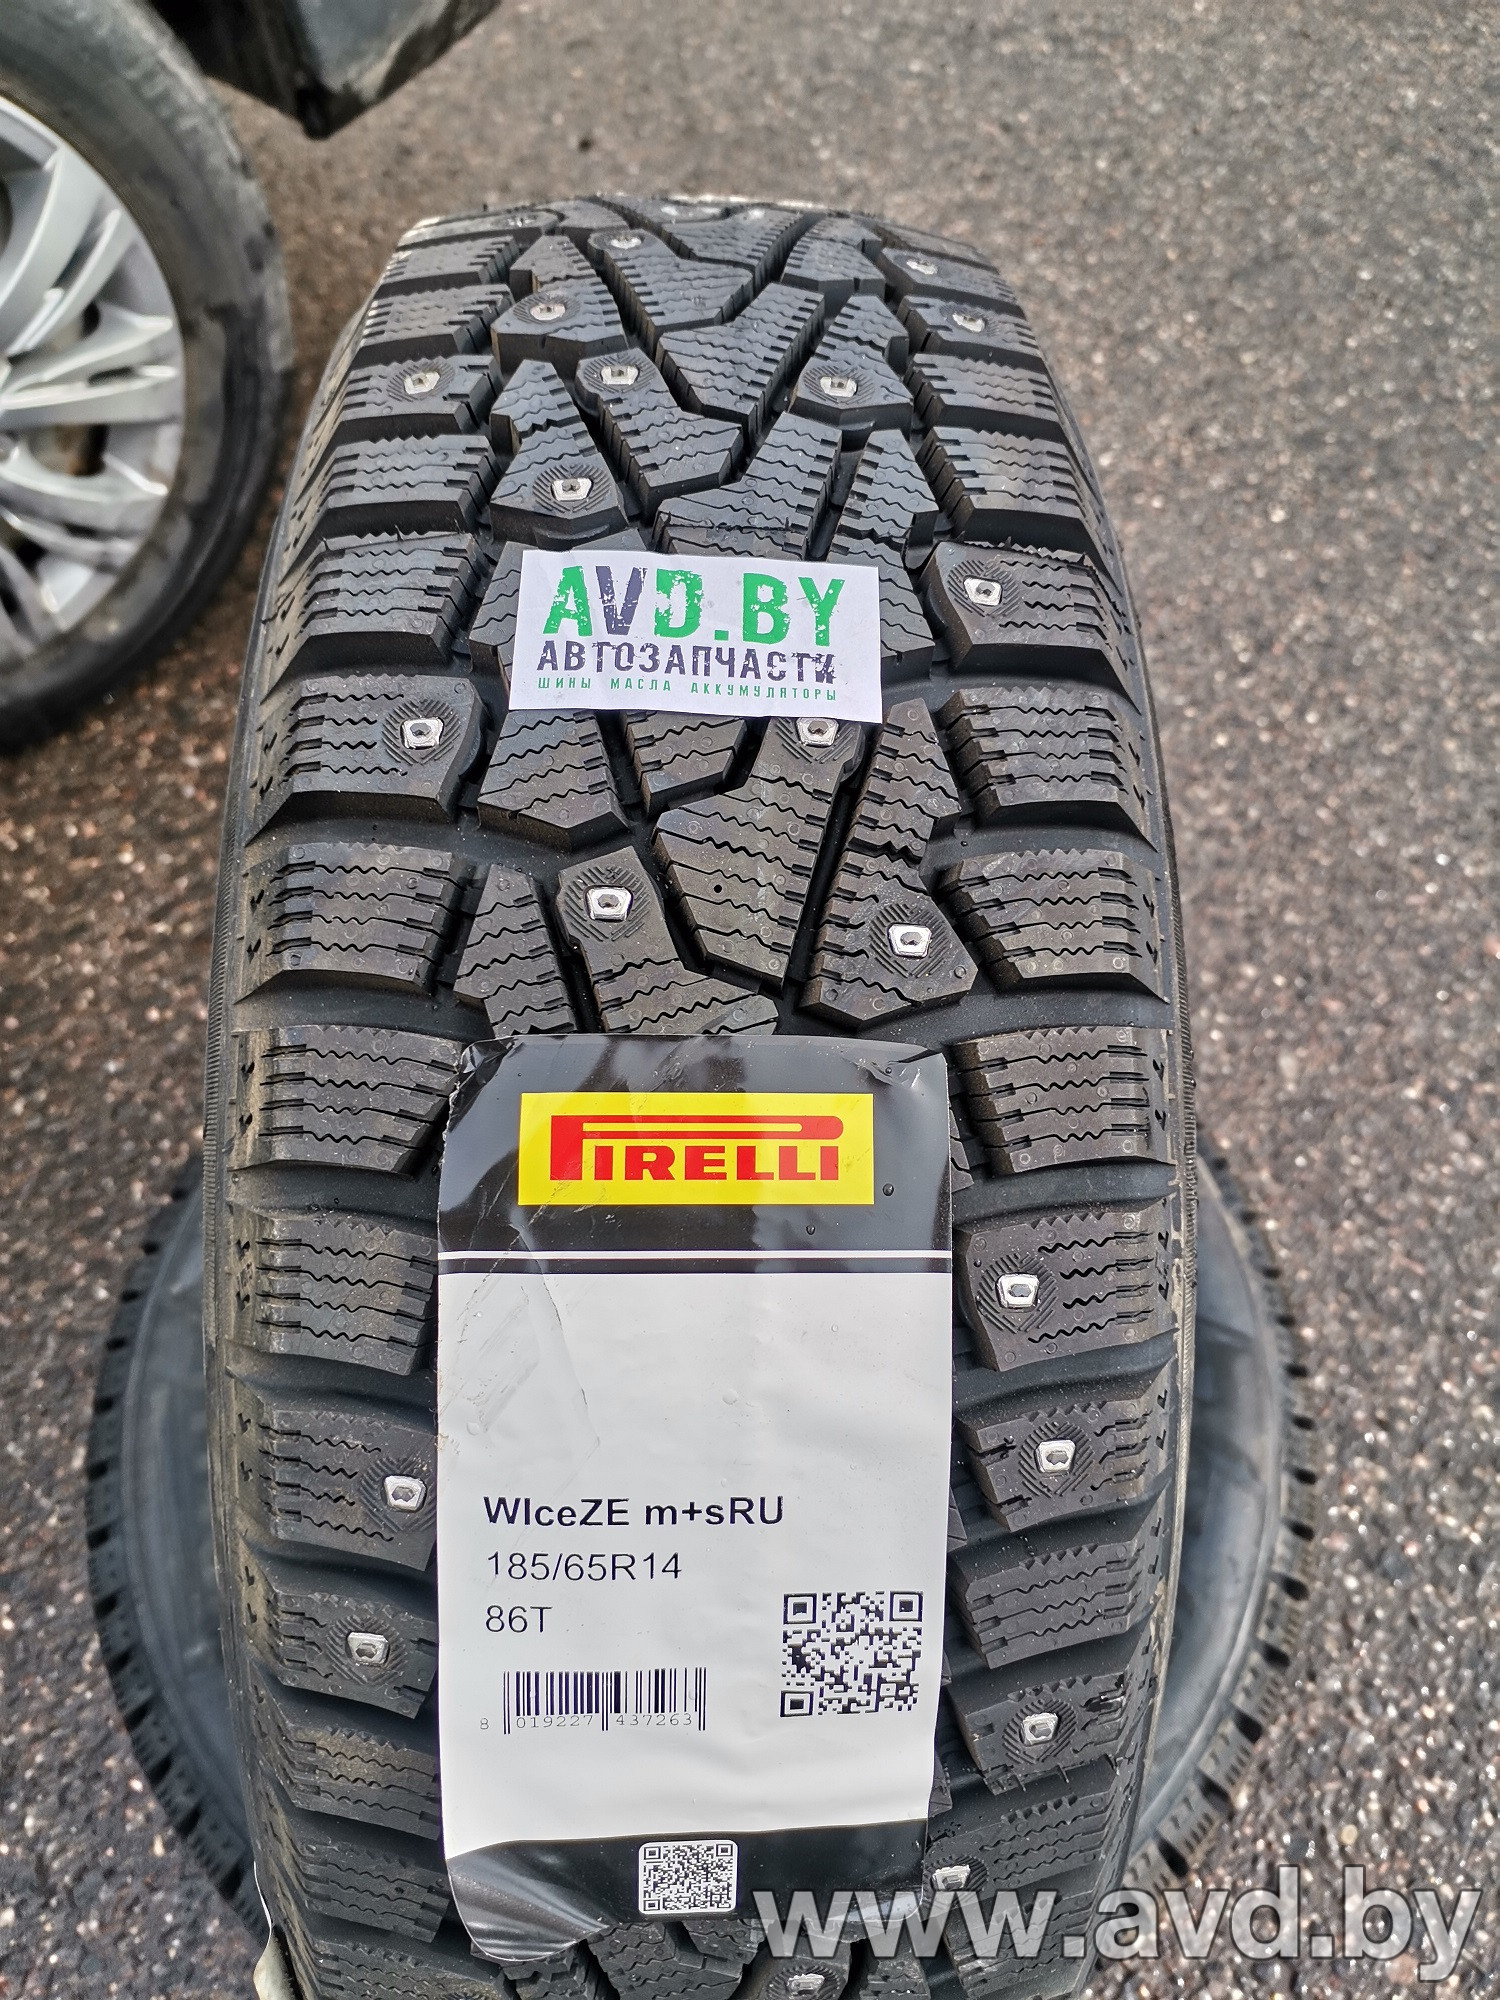 AVD.BY
АВТОЗАПЧАСТИ
ШИНЫ МАСЛА АККУМУЛЯТОРЫ
PIRELLI
WIceZE m+sRU
185/65R14
86T
8 019227 437263
www.avd.by